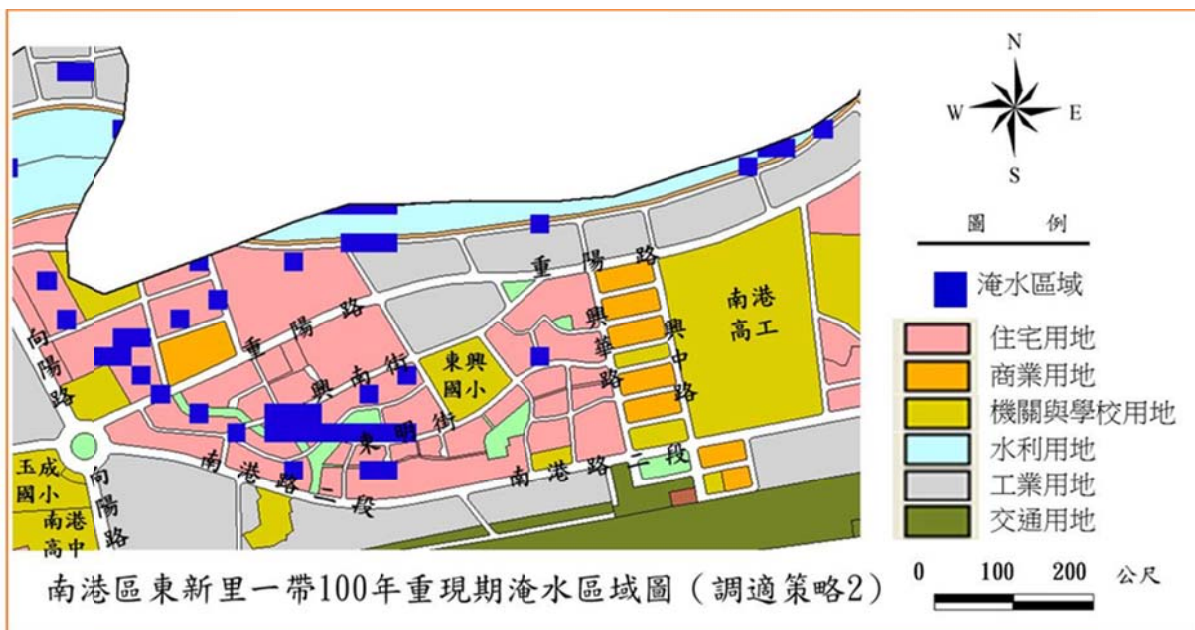 N
W E
S
圖 例
淹水區域
住宅用地
商業用地
機關與學校用地
水利用地
工業用地
交通用地
0 100 200 公尺
重陽路
重陽路
興華路
興中路
南港
高工
向陽路
興南街
東興
國小
東明街
南港路二段
南港路二段
玉成
國小
向陽路
南港
高中
南港區東新里一帶100年重現期淹水區域圖（調適策略2）